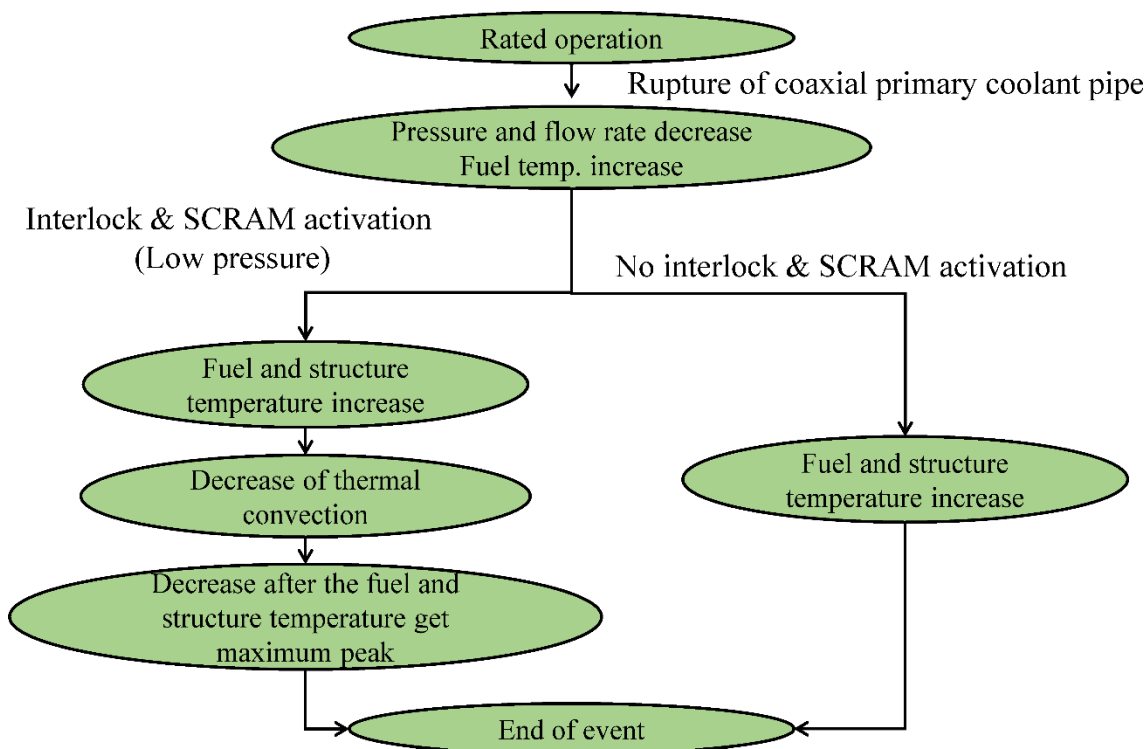 Rated operation
Rupture of coaxial primary coolant pipe
Pressure and flow rate decrease
Fuel temp. increase
Interlock & SCRAM activation
(Low pressure)
No interlock & SCRAM activation
Fuel and structure
temperature increase
Decrease of thermal
convection
Decrease after the fuel and
structure temperature get
maximum peak
Fuel and structure
temperature increase
End of event